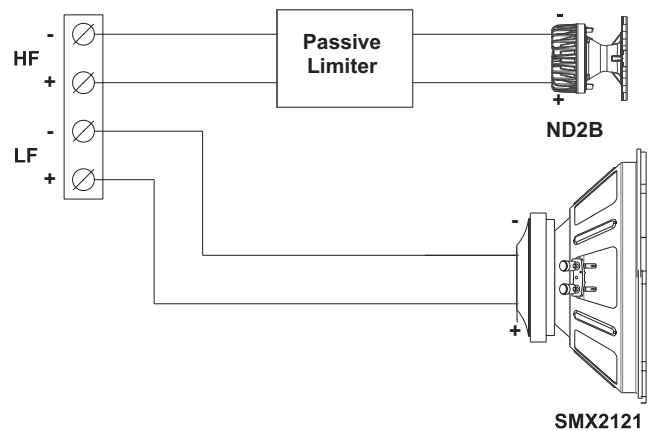 -
HF
+
-
LF
+
Passive
Limiter
-
+
ND2B
-
+
SMX2121